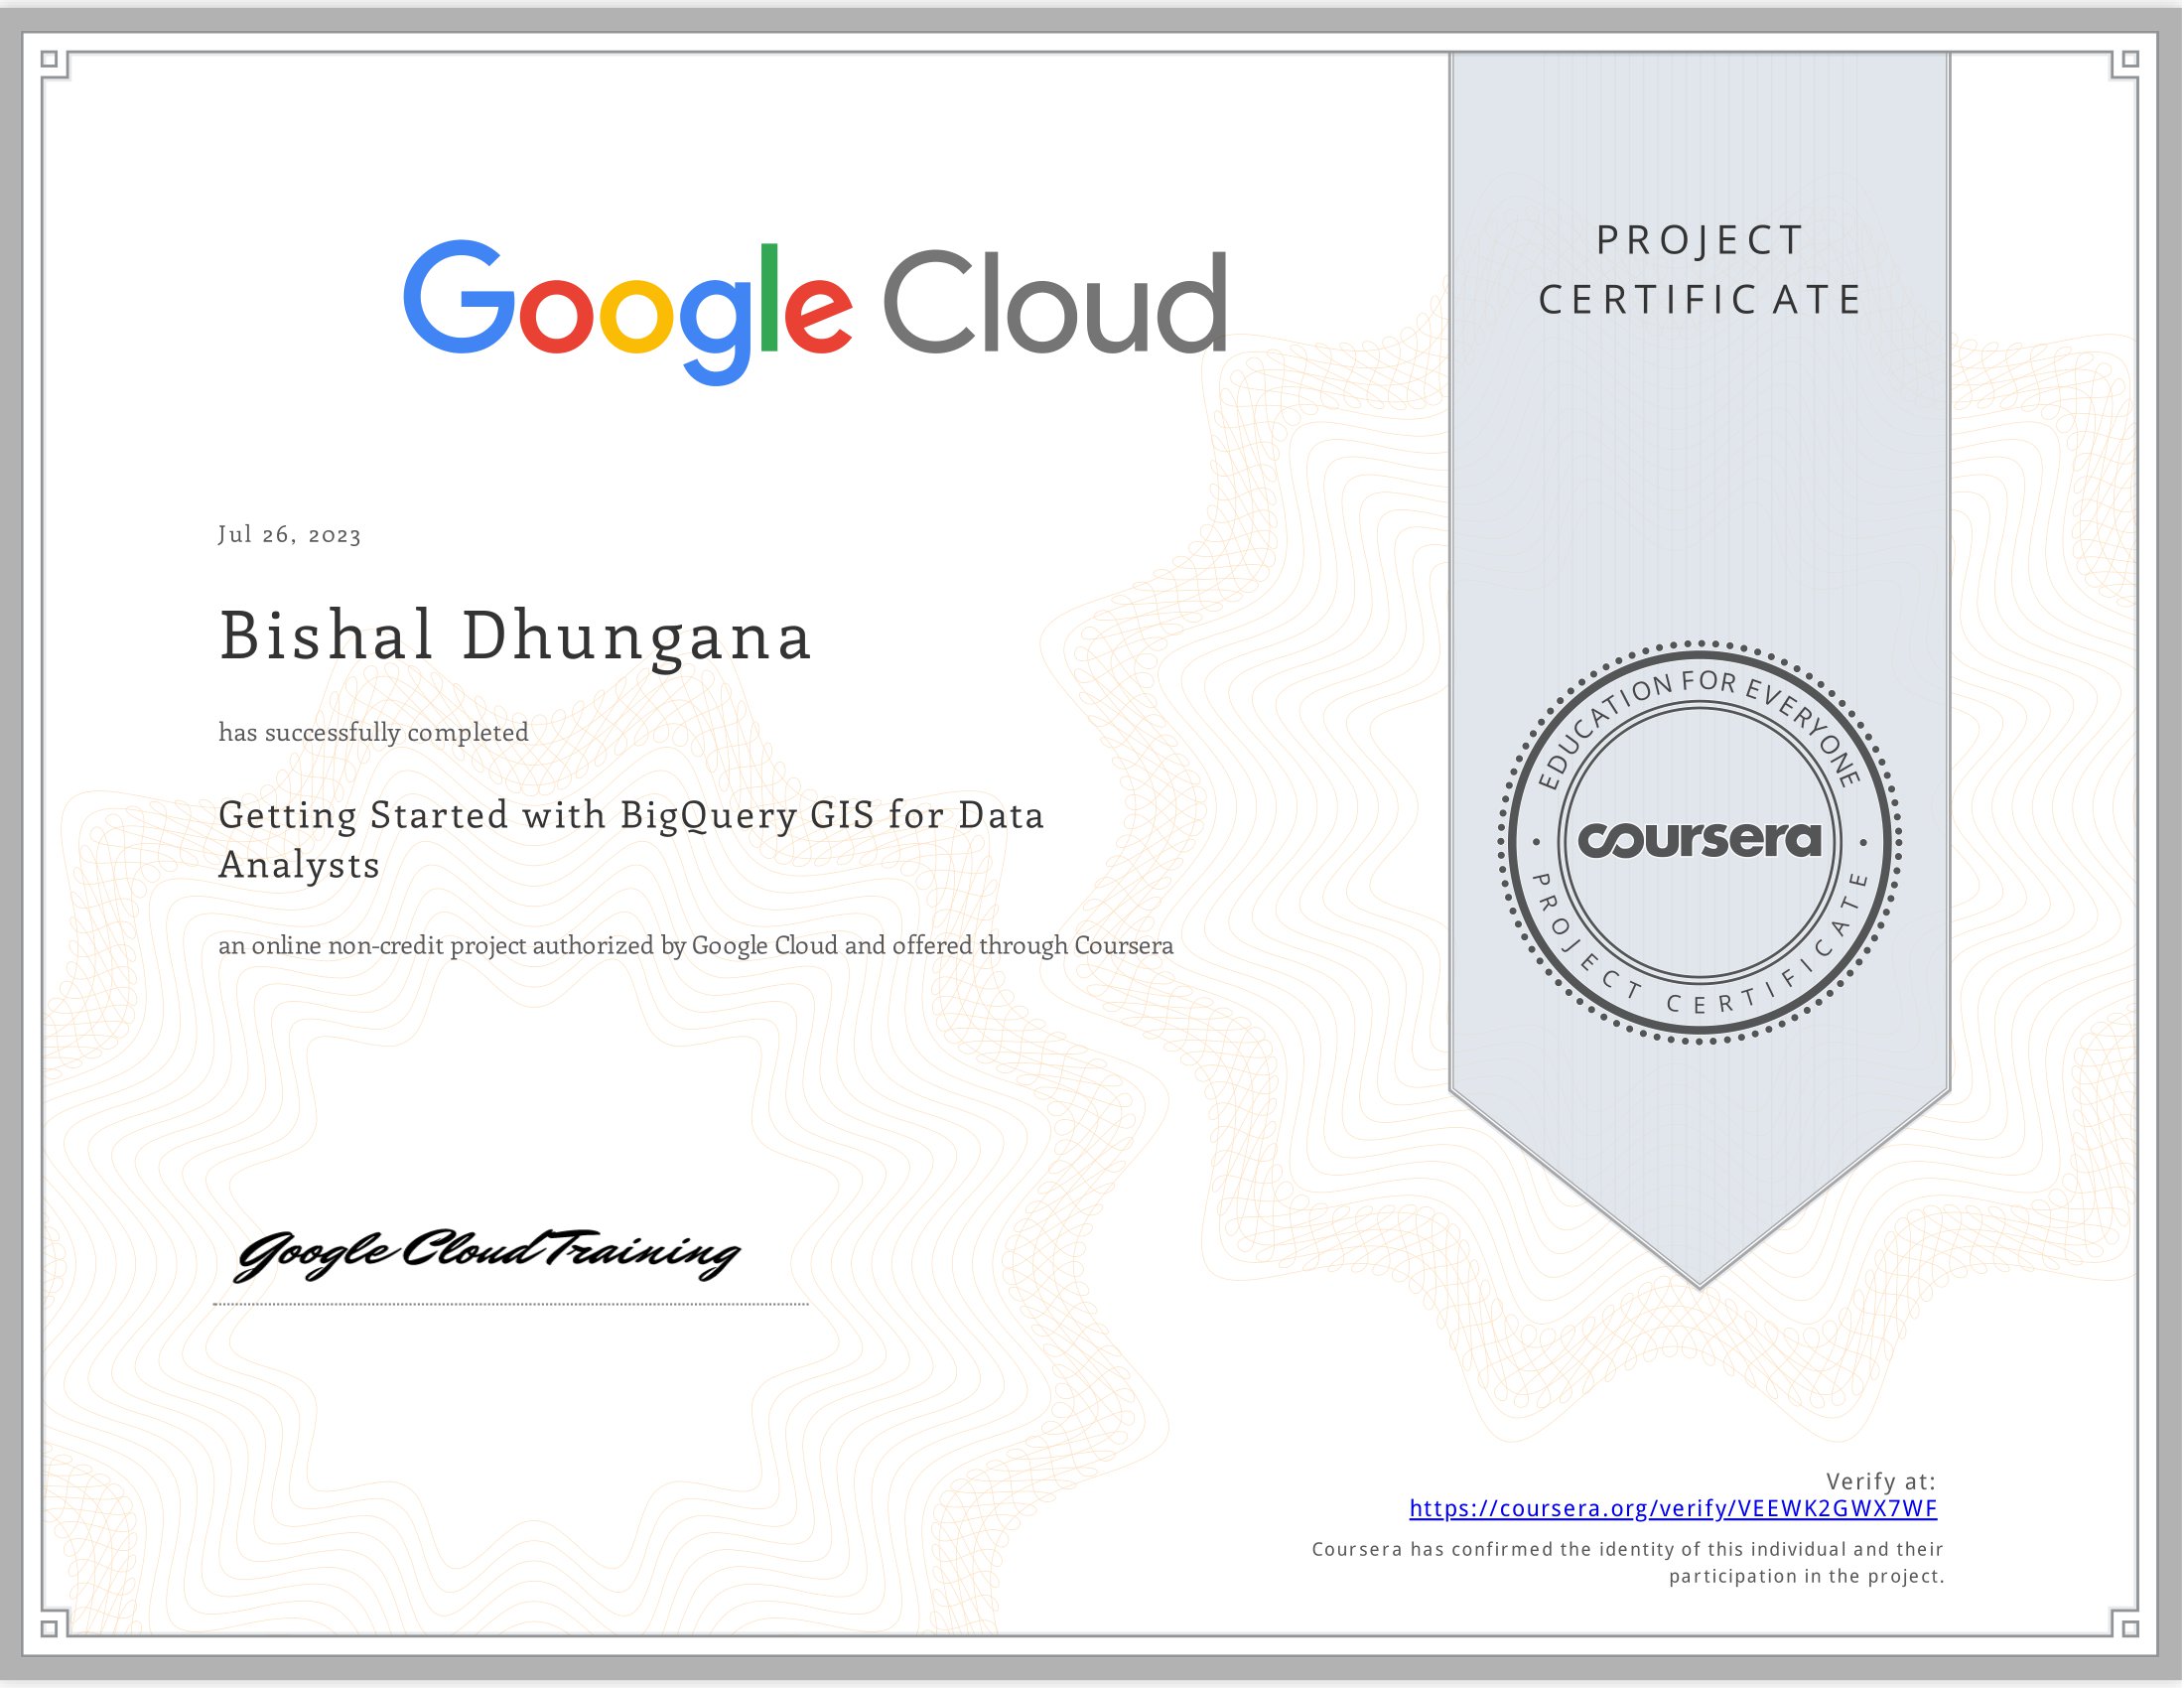 Google Cloud
PROJECT
CERTIFICATE
Jul 26, 2023
Bishal Dhungana
has successfully completed
Getting Started with BigQuery GIS for Data
Analysts
an online non-credit project authorized by Google Cloud and offered through Coursera
EDUCATION FOR EVERYONE
coursera
PROJECT CERTIFICATE
Google Cloud Training
Verify at:
https://coursera.org/verify/VEEWK2GWX7WF
Coursera has confirmed the identity of this individual and their
participation in the project.